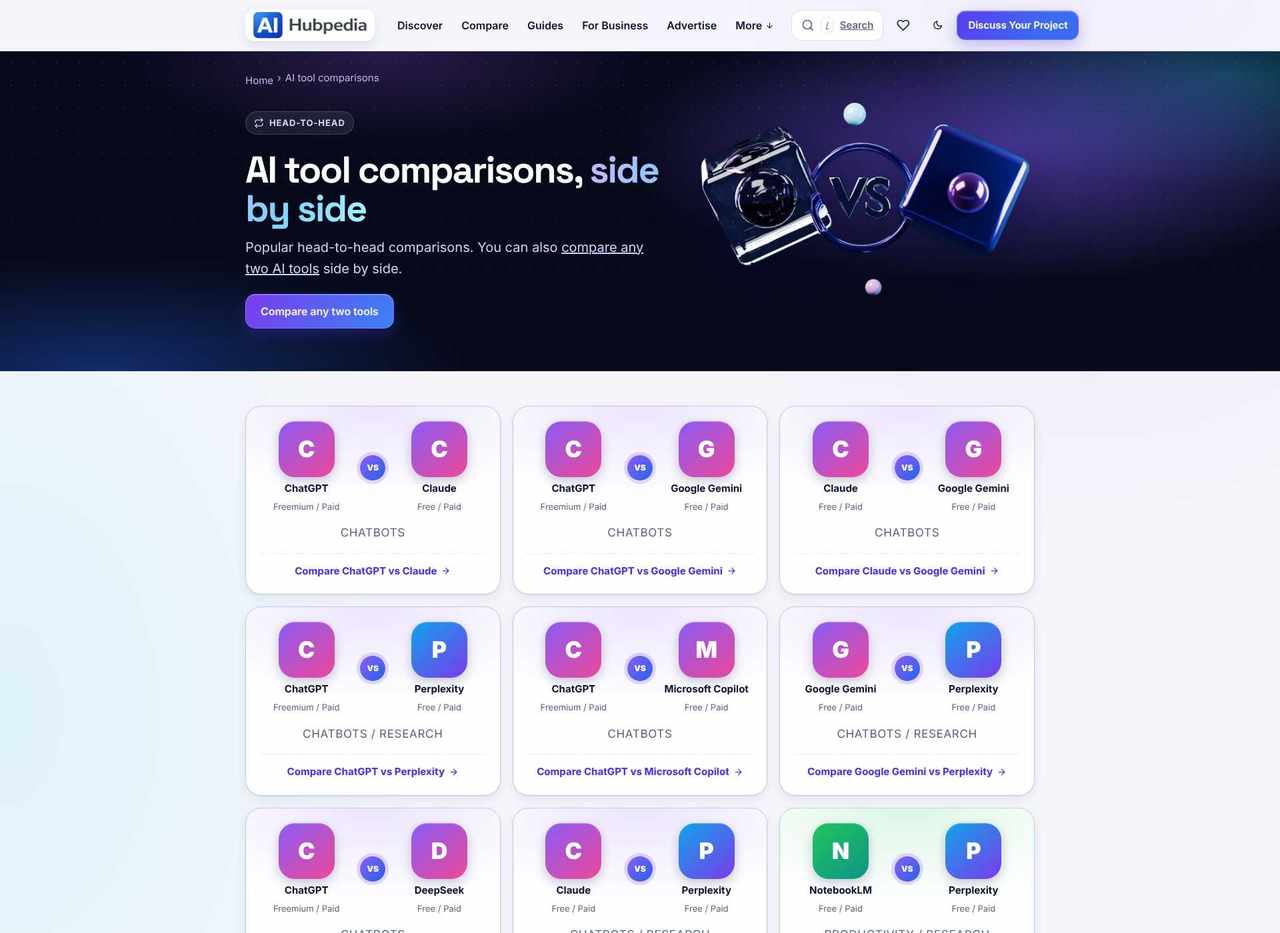 AI Hubpedia
Discover Compare Guides For Business Advertise More ↓ / Search Discuss Your Project
Home › AI tool comparisons
HEAD-TO-HEAD
AI tool comparisons, side
by side
Popular head-to-head comparisons. You can also compare any
two AI tools side by side.
Compare any two tools
VS
C VS C
ChatGPT Claude
Freemium / Paid Free / Paid
CHATBOTS
Compare ChatGPT vs Claude →
C VS G
ChatGPT Google Gemini
Freemium / Paid Free / Paid
CHATBOTS
Compare ChatGPT vs Google Gemini →
C VS G
Claude Google Gemini
Free / Paid Free / Paid
CHATBOTS
Compare Claude vs Google Gemini →
C VS P
ChatGPT Perplexity
Freemium / Paid Free / Paid
CHATBOTS / RESEARCH
Compare ChatGPT vs Perplexity →
C VS M
ChatGPT Microsoft Copilot
Freemium / Paid Free / Paid
CHATBOTS
Compare ChatGPT vs Microsoft Copilot →
G VS P
Google Gemini Perplexity
Free / Paid Free / Paid
CHATBOTS / RESEARCH
Compare Google Gemini vs Perplexity →
C VS D
ChatGPT DeepSeek
Freemium / Paid Free / Paid
CHATBOTS
C VS P
Claude Perplexity
Free / Paid Free / Paid
CHATBOTS / RESEARCH
N VS P
NotebookLM Perplexity
Free / Paid Free / Paid
PRODUCTIVITY / RESEARCH